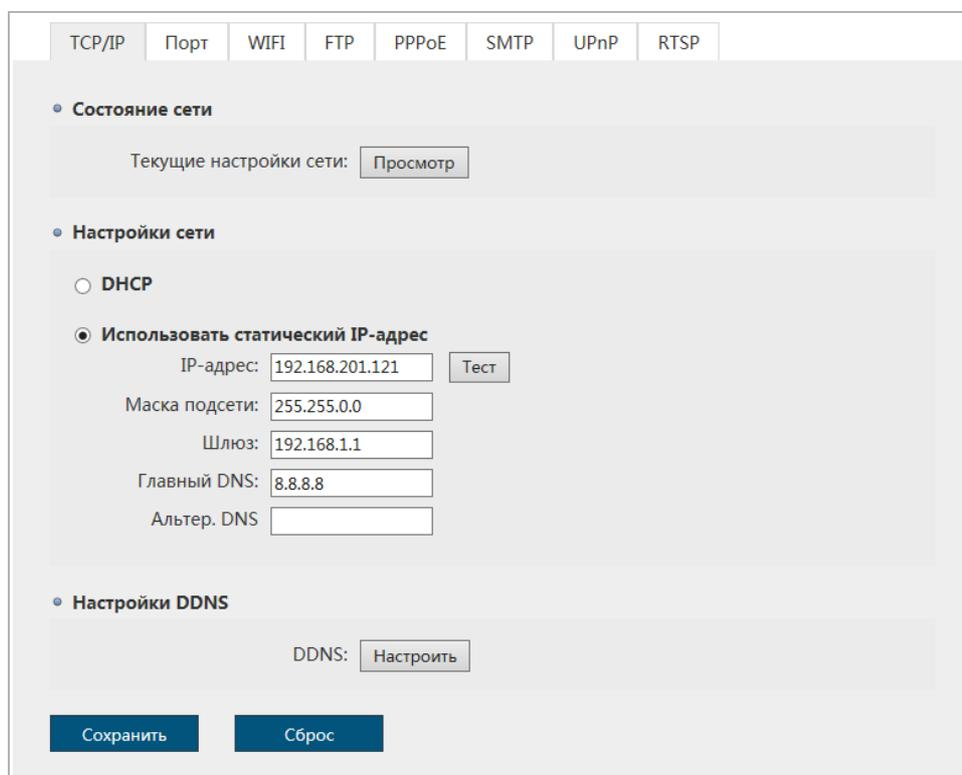 TCP/IP Порт WIFI FTP PPPoE SMTP UPnP RTSP
Состояние сети
Текущие настройки сети: Просмотр
Настройки сети
DHCP
Использовать статический IP-адрес
IP-адрес: 192.168.201.121 Тест
Маска подсети: 255.255.0.0
Шлюз: 192.168.1.1
Главный DNS: 8.8.8.8
Альтер. DNS
Настройки DDNS
DDNS: Настроить
Сохранить Сброс